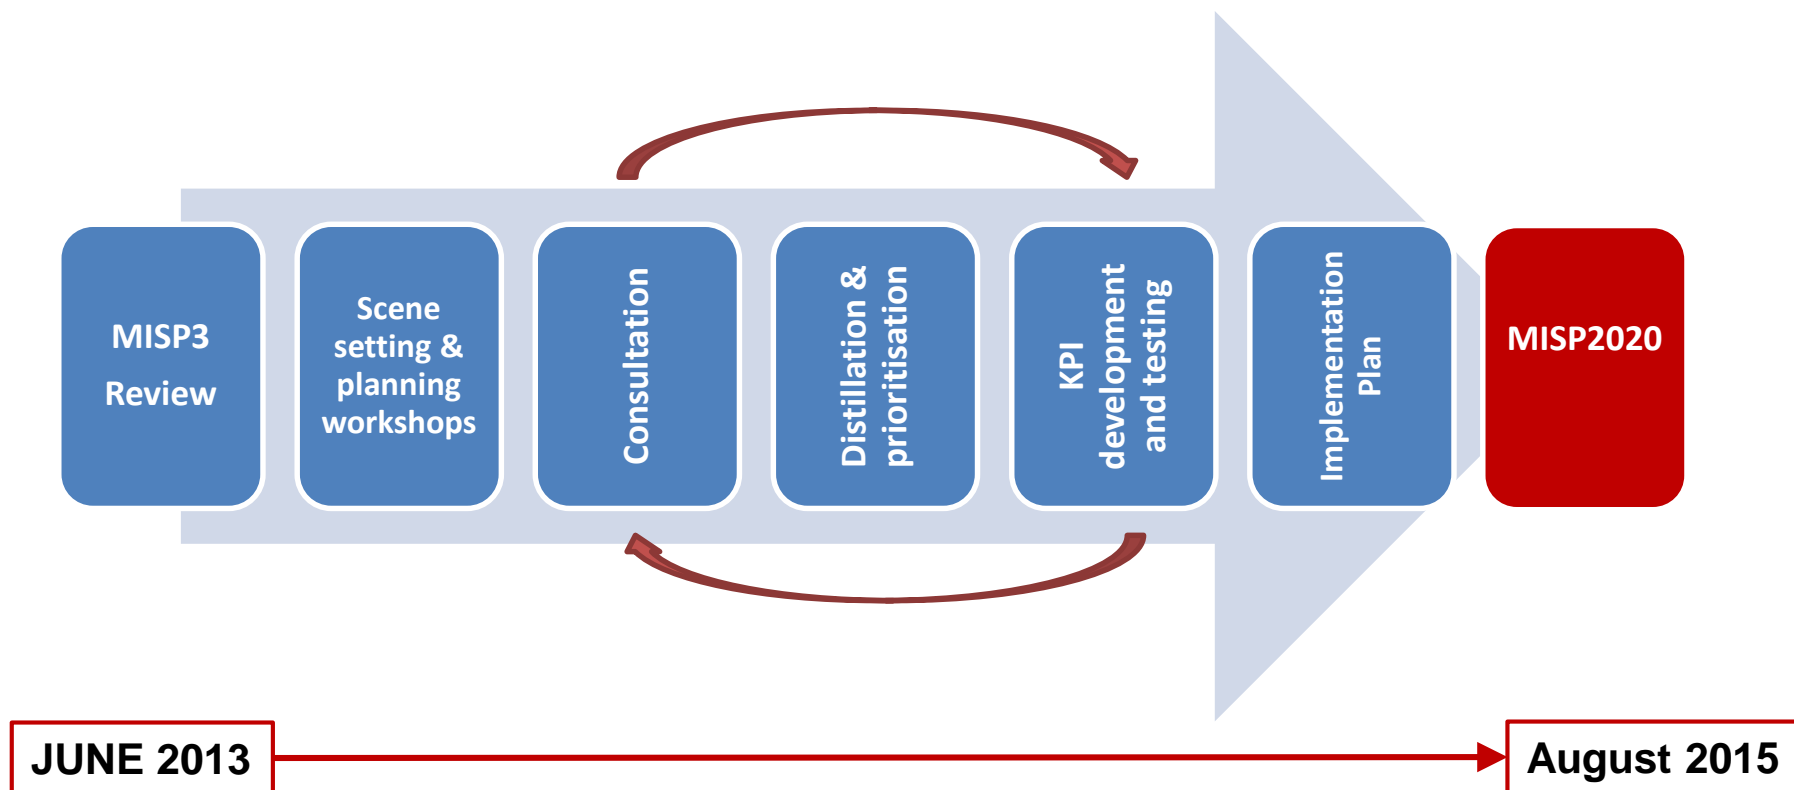 MISP3
Review
Scene
setting &
planning
workshops
Consultation
Distillation &
prioritisation
KPI
development
and testing
Implementation
Plan
MISP2020
JUNE 2013
August 2015